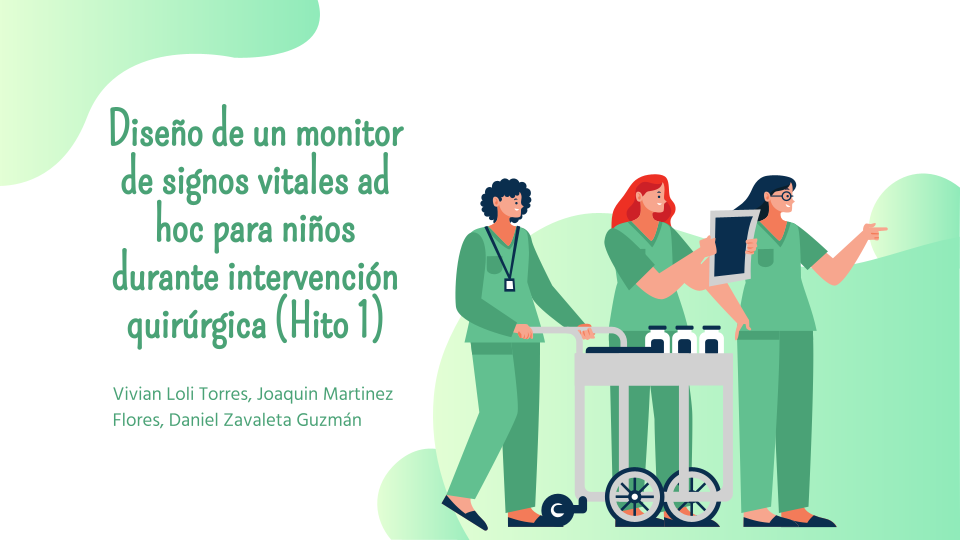 Diseño de un monitor
de signos vitales ad
hoc para niños
durante intervención
quirúrgica (Hito 1)
Vivian Loli Torres, Joaquin Martinez
Flores, Daniel Zavaleta Guzmán